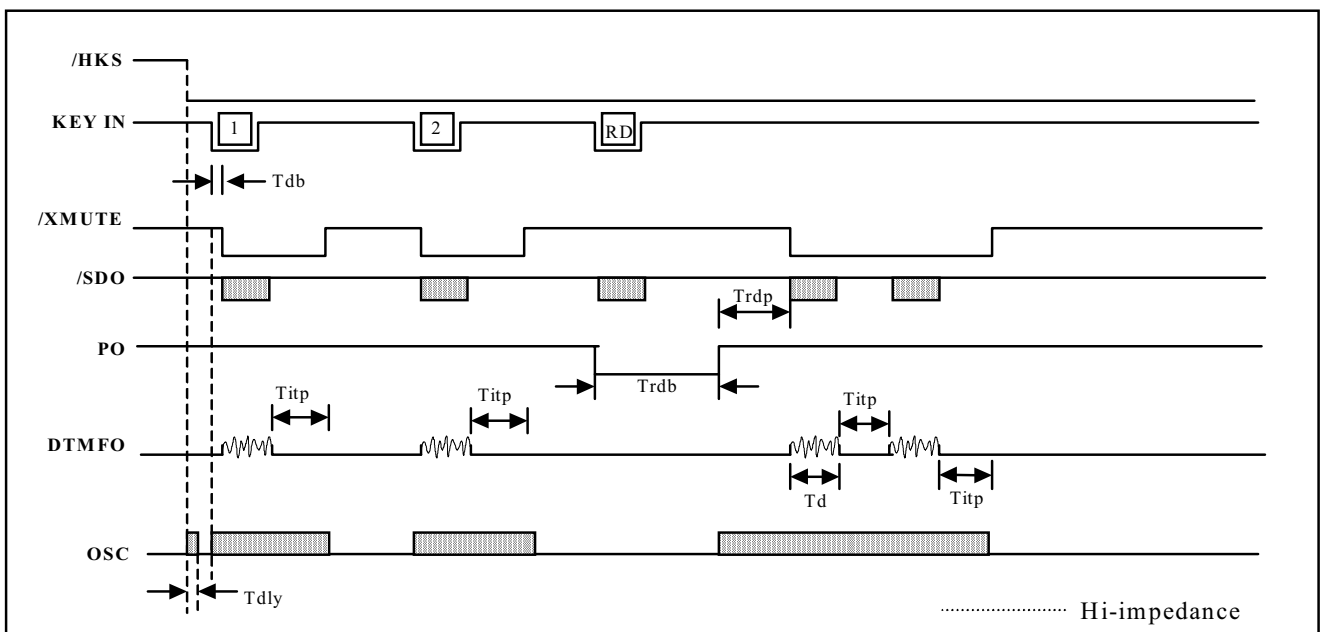 /HKS
KEY IN
1
2
RD
Tdb
/XMUTE
/SDO
Trdp
PO
Trdb
Titp
Titp
Titp
DTMFO
Td
Titp
OSC
Tdly
Hi-impedance